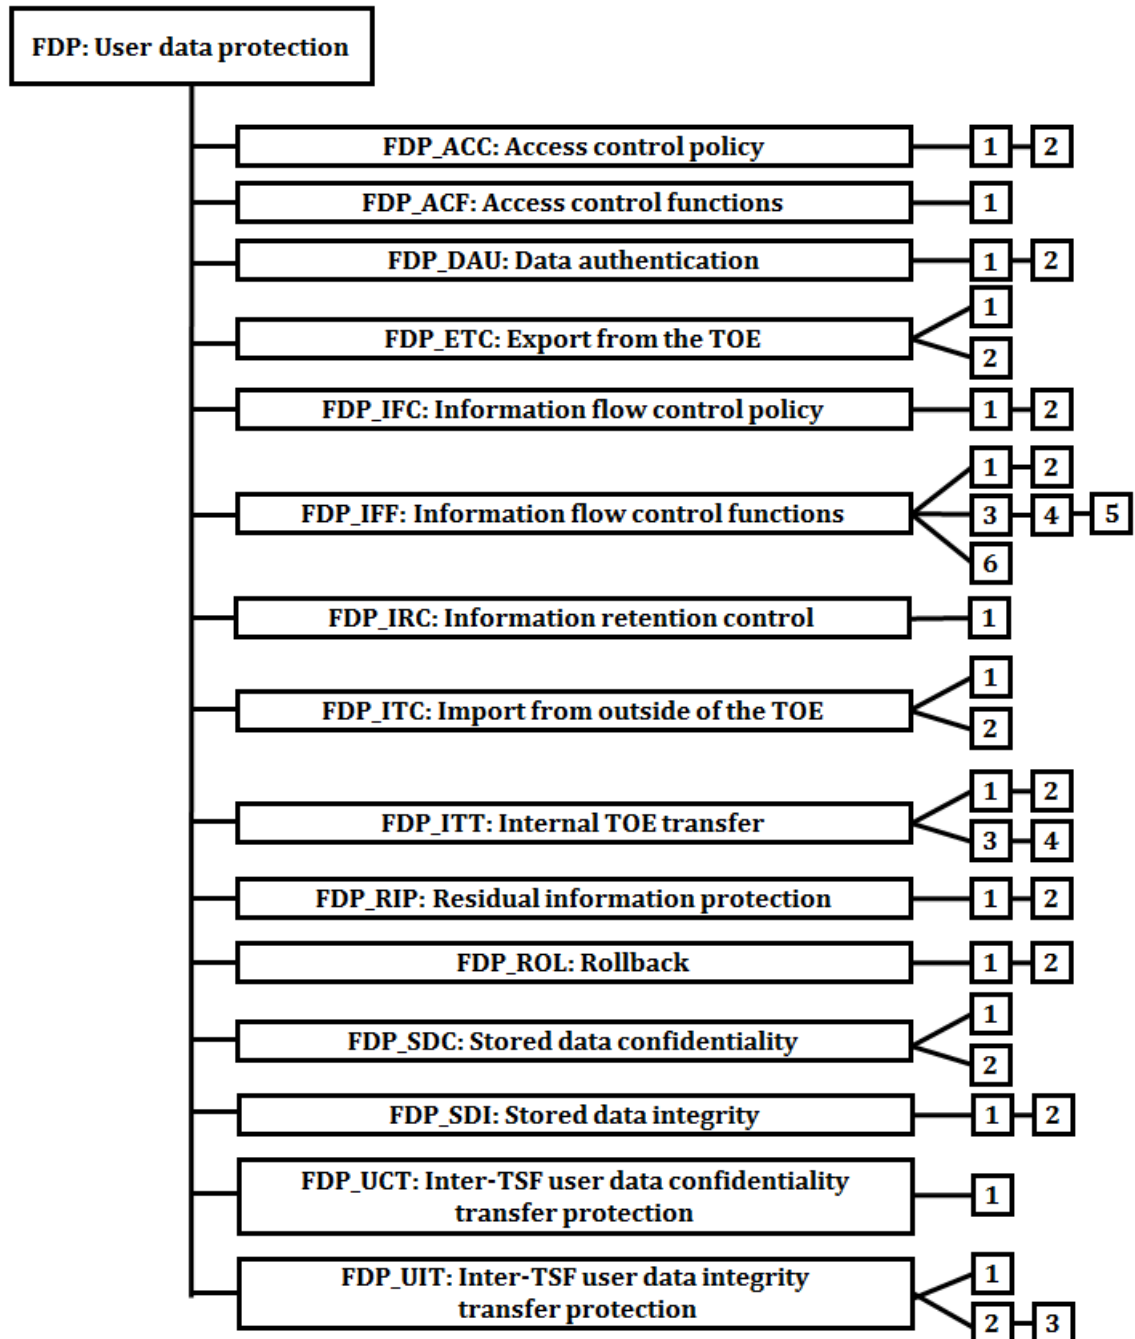 FDP: User data protection
FDP_ACC: Access control policy 1 2
FDP_ACF: Access control functions 1
FDP_DAU: Data authentication 1 2
1
FDP_ETC: Export from the TOE
2
FDP_IFC: Information flow control policy 1 2
1 2
FDP_IFF: Information flow control functions 3 4 5
6
FDP_IRC: Information retention control 1
1
FDP_ITC: Import from outside of the TOE
2
1 2
FDP_ITT: Internal TOE transfer
3 4
FDP_RIP: Residual information protection 1 2
FDP_ROL: Rollback 1 2
1
FDP_SDC: Stored data confidentiality
2
FDP_SDI: Stored data integrity 1 2
FDP_UCT: Inter-TSF user data confidentiality
transfer protection
1
FDP_UIT: Inter-TSF user data integrity
transfer protection
1
2 3